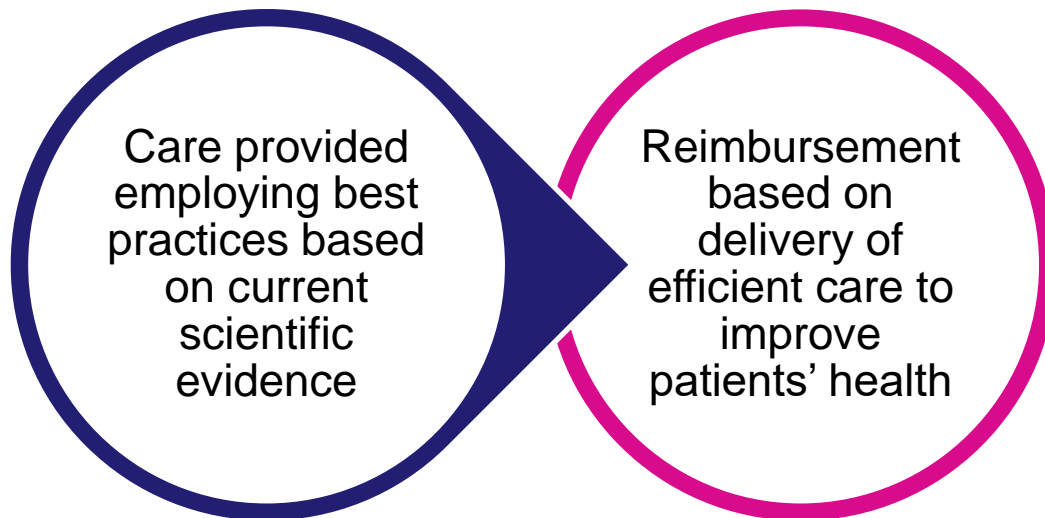 Care provided
employing best
practices based
on current
scientific
evidence
Reimbursement
based on
delivery of
efficient care to
improve
patients’ health